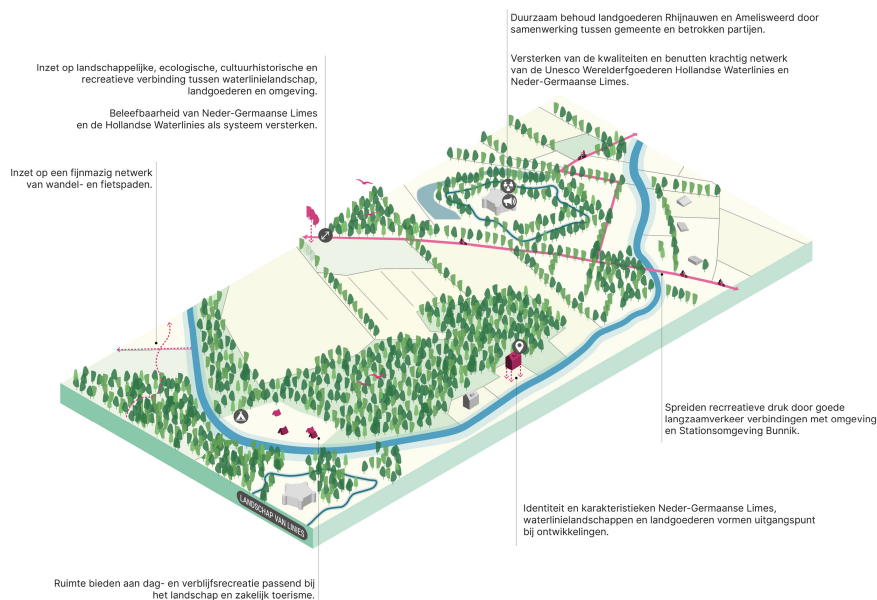 Duurzaam behoud landgoederen Rhijnauwen en Amelisweerd door
samenwerking tussen gemeente en betrokken partijen.
Versterken van de kwaliteiten en benutten krachtig netwerk
van de Unesco Werelderfgoederen Hollandse Waterlinies en
Neder-Germaanse Limes.
Inzet op landschappelijke, ecologische, cultuurhistorische en
recreatieve verbinding tussen waterlinielandschap,
landgoederen en omgeving.
Beleefbaarheid van Neder-Germaanse Limes
en de Hollandse Waterlinies als systeem versterken.
Inzet op een fijnmazig netwerk
van wandel- en fietspaden.
Spreiden recrreatieve druk door goede
langzaamverkeer verbindingen met omgeving
en Stationsomgeving Bunnik.
LANDSCHAP VAN LINIES
Identiteit en karakteristieken Neder-Germaanse Limes,
waterlinielandschappen en landgoederen vormen uitgangspunt
bij ontwikkelingen.
Ruimte bieden aan dag- en verblijfsrecreatie passend bij
het landschap en zakelijk toerisme.